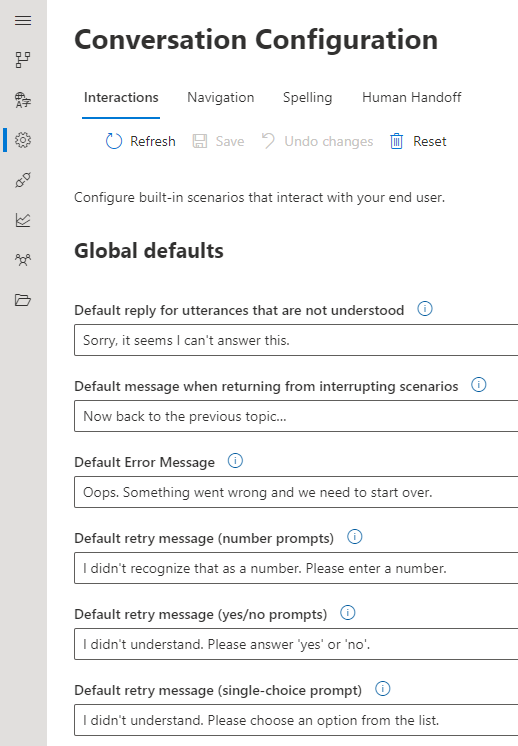 Conversation Configuration
Interactions Navigation Spelling Human Handoff
Refresh Save Undo changes Reset
Configure built-in scenarios that interact with your end user.
Global defaults
Default reply for utterances that are not understood
Sorry, it seems I can't answer this.
Default message when returning from interrupting scenarios
Now back to the previous topic...
Default Error Message
Oops. Something went wrong and we need to start over.
Default retry message (number prompts)
I didn't recognize that as a number. Please enter a number.
Default retry message (yes/no prompts)
I didn't understand. Please answer 'yes' or 'no'.
Default retry message (single-choice prompt)
I didn't understand. Please choose an option from the list.